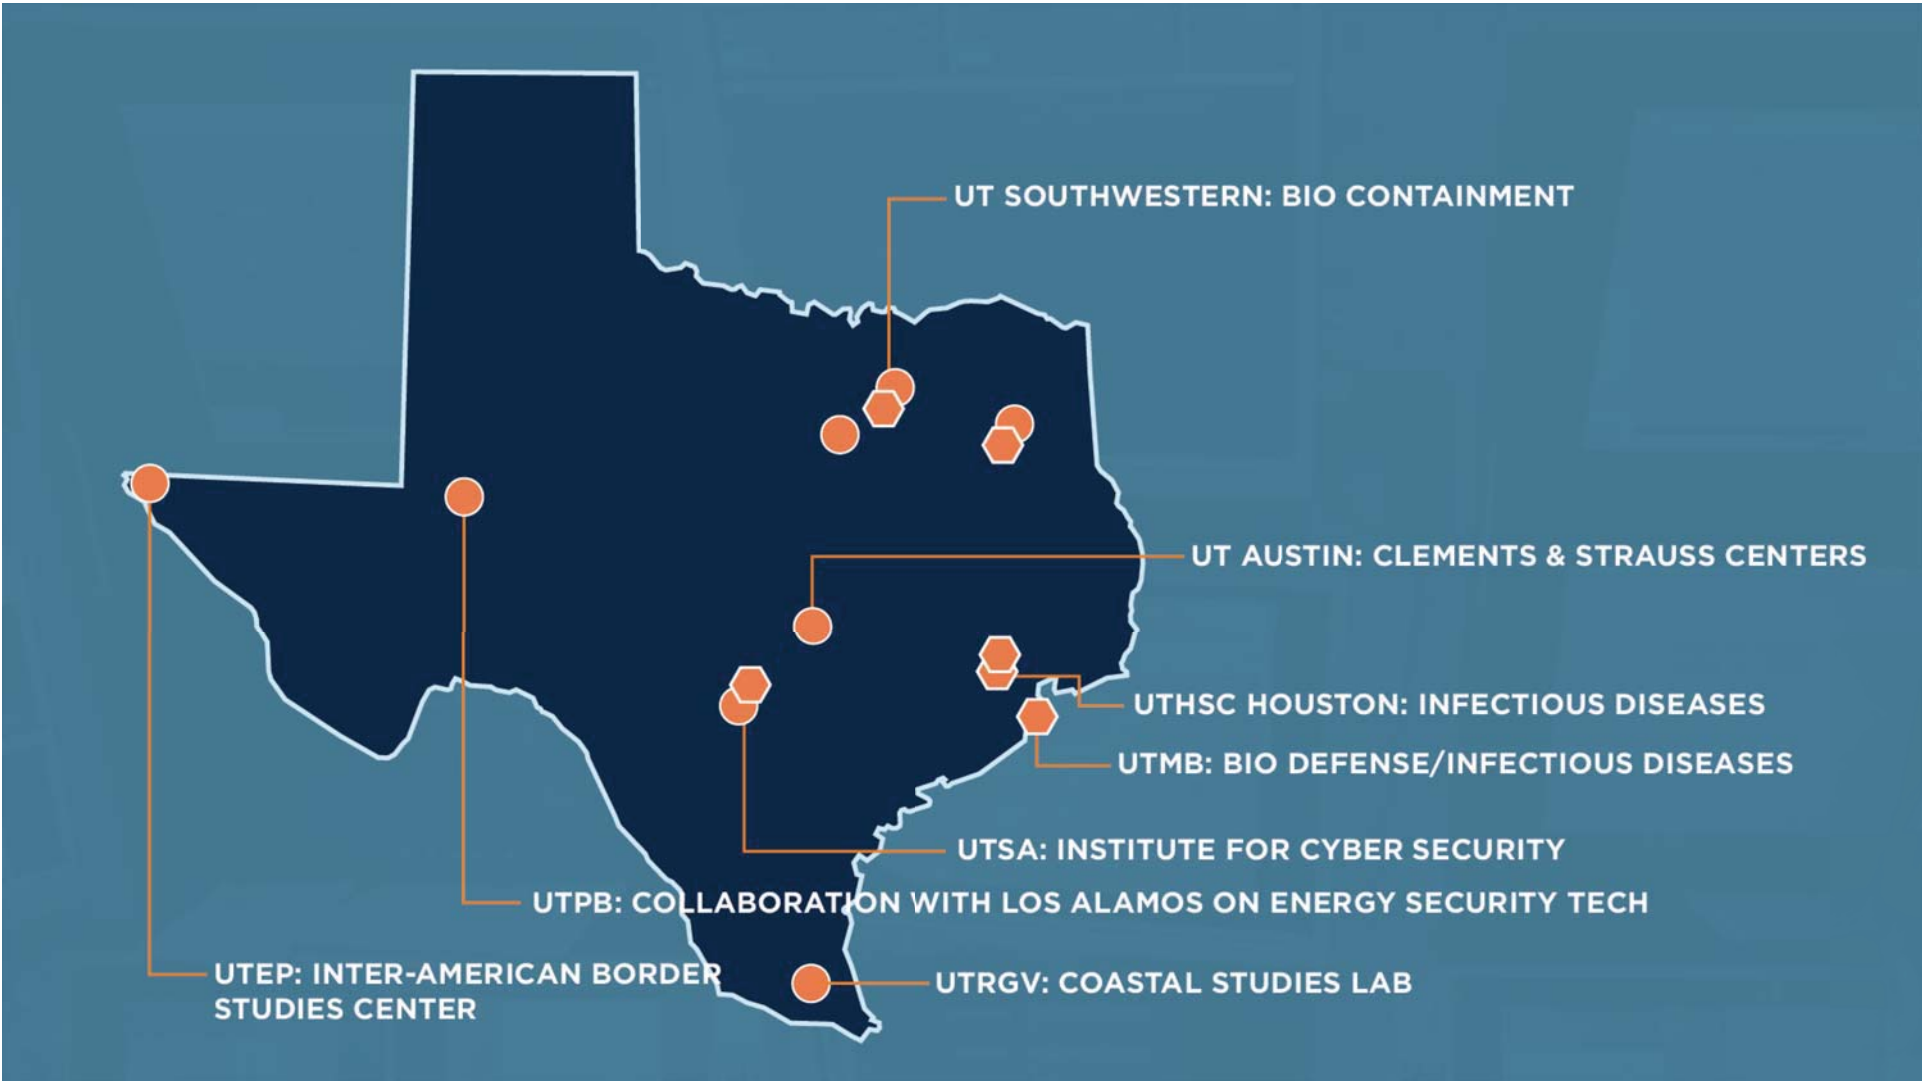 UT SOUTHWESTERN: BIO CONTAINMENT
UT AUSTIN: CLEMENTS & STRAUSS CENTERS
UTHSC HOUSTON: INFECTIOUS DISEASES
UTMB: BIO DEFENSE/INFECTIOUS DISEASES
UTSA: INSTITUTE FOR CYBER SECURITY
UTPB: COLLABORATION WITH LOS ALAMOS ON ENERGY SECURITY TECH
UTEP: INTER-AMERICAN BORDER
STUDIES CENTER
UTRGV: COASTAL STUDIES LAB